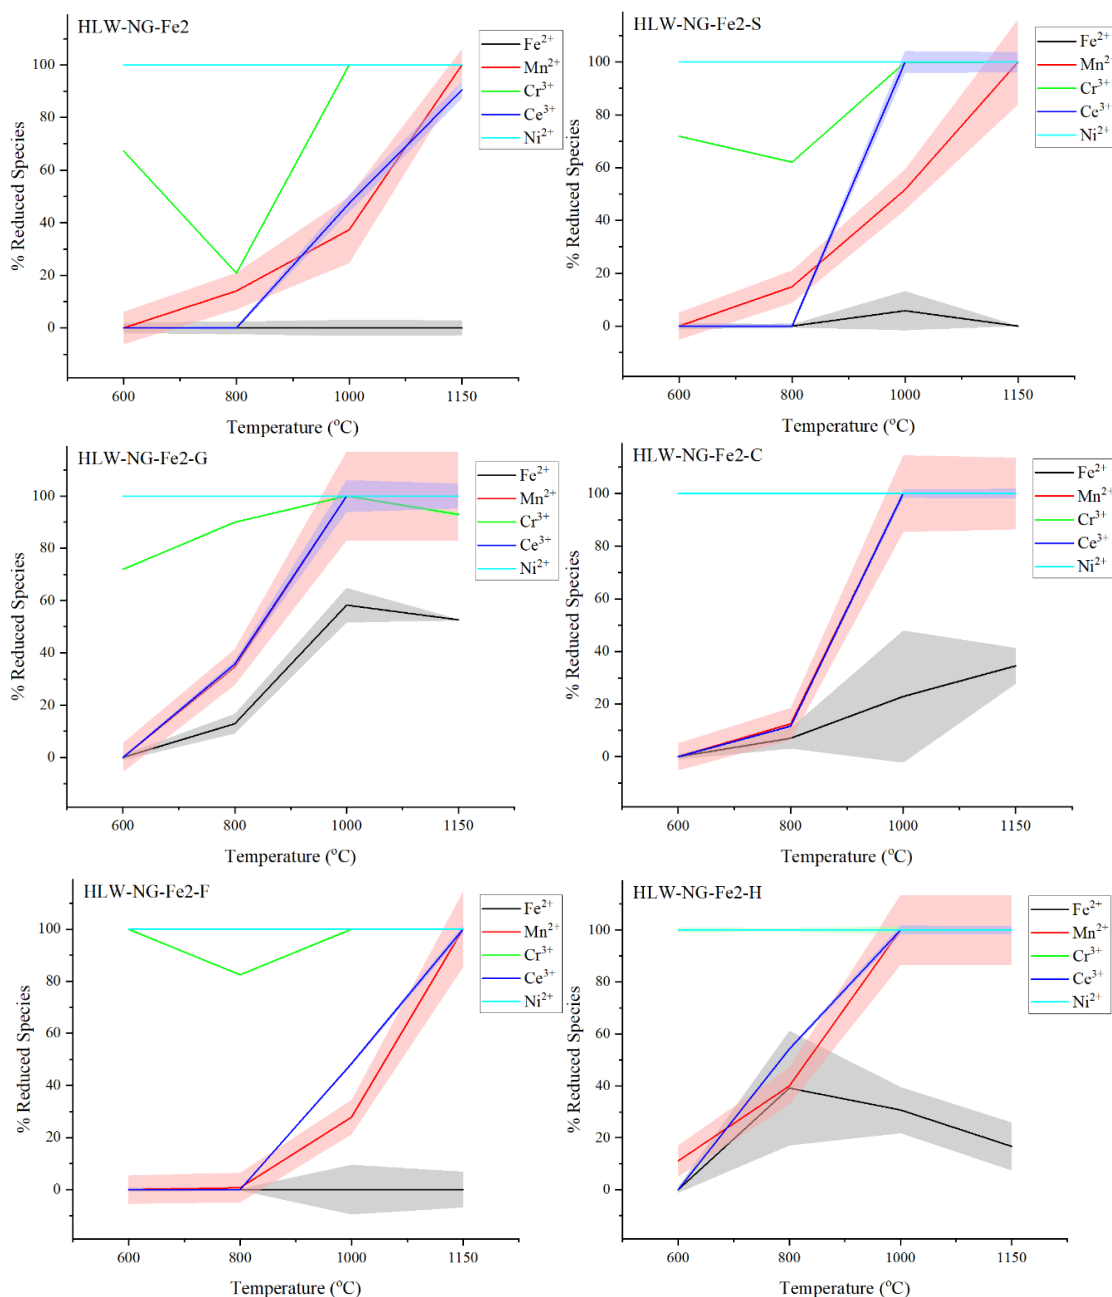 HLW-NG-Fe2
Fe²⁺
Mn²⁺
Cr³⁺
Ce³⁺
Ni²⁺
% Reduced Species
100
80
60
40
20
0
600
800
1000
1150
Temperature (°C)
HLW-NG-Fe2-S
Fe²⁺
Mn²⁺
Cr³⁺
Ce³⁺
Ni²⁺
% Reduced Species
100
80
60
40
20
0
600
800
1000
1150
Temperature (°C)
HLW-NG-Fe2-G
Fe²⁺
Mn²⁺
Cr³⁺
Ce³⁺
Ni²⁺
% Reduced Species
100
80
60
40
20
0
600
800
1000
1150
Temperature (°C)
HLW-NG-Fe2-C
Fe²⁺
Mn²⁺
Cr³⁺
Ce³⁺
Ni²⁺
% Reduced Species
100
80
60
40
20
0
600
800
1000
1150
Temperature (°C)
HLW-NG-Fe2-F
Fe²⁺
Mn²⁺
Cr³⁺
Ce³⁺
Ni²⁺
% Reduced Species
100
80
60
40
20
0
600
800
1000
1150
Temperature (°C)
HLW-NG-Fe2-H
Fe²⁺
Mn²⁺
Cr³⁺
Ce³⁺
Ni²⁺
% Reduced Species
100
80
60
40
20
0
600
800
1000
1150
Temperature (°C)